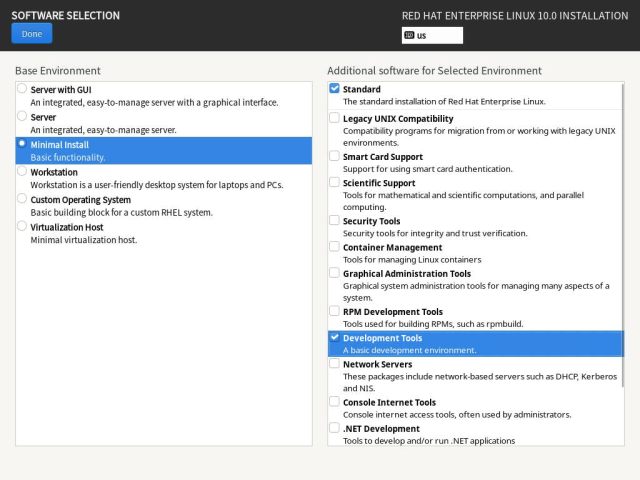 SOFTWARE SELECTION
RED HAT ENTERPRISE LINUX 10.0 INSTALLATION
Done
us
Base Environment
Server with GUI
An integrated, easy-to-manage server with a graphical interface.
Server
An integrated, easy-to-manage server.
Minimal Install
Basic functionality.
Workstation
Workstation is a user-friendly desktop system for laptops and PCs.
Custom Operating System
Basic building block for a custom RHEL system.
Virtualization Host
Minimal virtualization host.
Additional software for Selected Environment
Standard
The standard installation of Red Hat Enterprise Linux.
Legacy UNIX Compatibility
Compatibility programs for migration from or working with legacy UNIX
environments.
Smart Card Support
Support for using smart card authentication.
Scientific Support
Tools for mathematical and scientific computations, and parallel
computing.
Security Tools
Security tools for integrity and trust verification.
Container Management
Tools for managing Linux containers
Graphical Administration Tools
Graphical system administration tools for managing many aspects of a
system.
RPM Development Tools
Tools used for building RPMs, such as rpmbuild.
Development Tools
A basic development environment.
Network Servers
These packages include network-based servers such as DHCP, Kerberos
and NIS.
Console Internet Tools
Console internet access tools, often used by administrators.
.NET Development
Tools to develop and/or run .NET applications